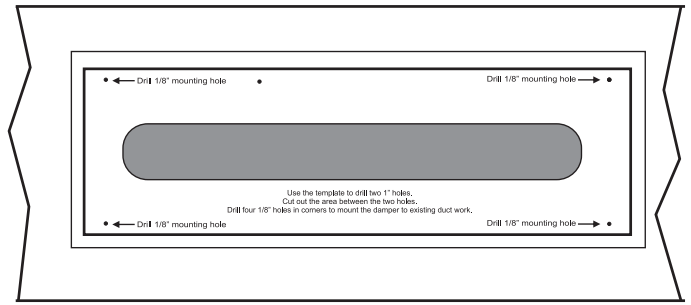 Drill 1/8" mounting hole
Drill 1/8" mounting hole
Use the template to drill two 1" holes.
Cut out the area between the two holes.
Drill four 1/8" holes in corners to mount the damper to existing duct work.
Drill 1/8" mounting hole
Drill 1/8" mounting hole